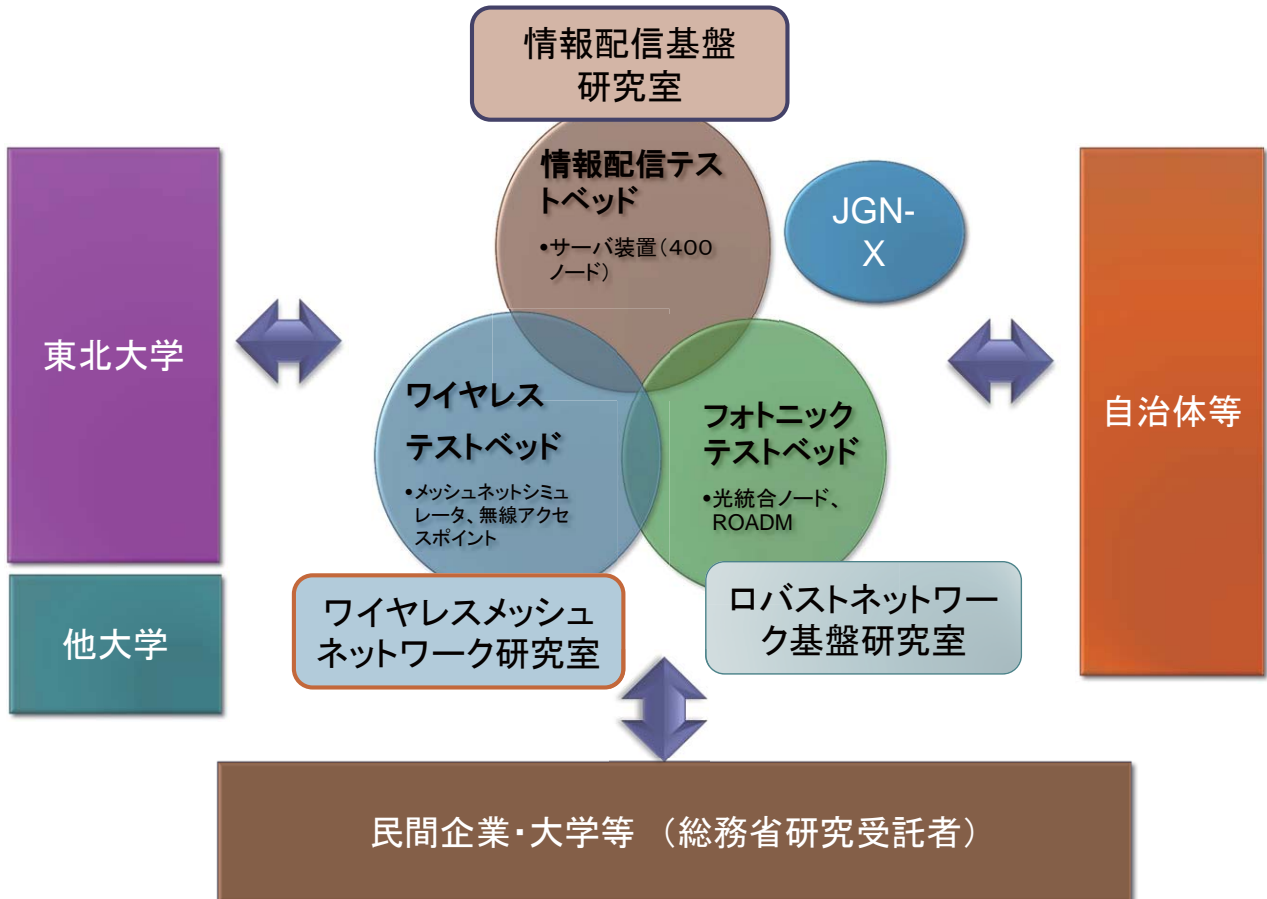 情報配信基盤
研究室
情報配信テス
トベッド
•サーバ装置(400
ノード)
JGN-
X
東北大学
自治体等
ワイヤレス
テストベッド
•メッシュネットシミュ
レータ、無線アクセ
スポイント
フォトニック
テストベッド
•光統合ノード、
ROADM
他大学
ワイヤレスメッシュ
ネットワーク研究室
ロバストネットワー
ク基盤研究室
民間企業・大学等 (総務省研究受託者)